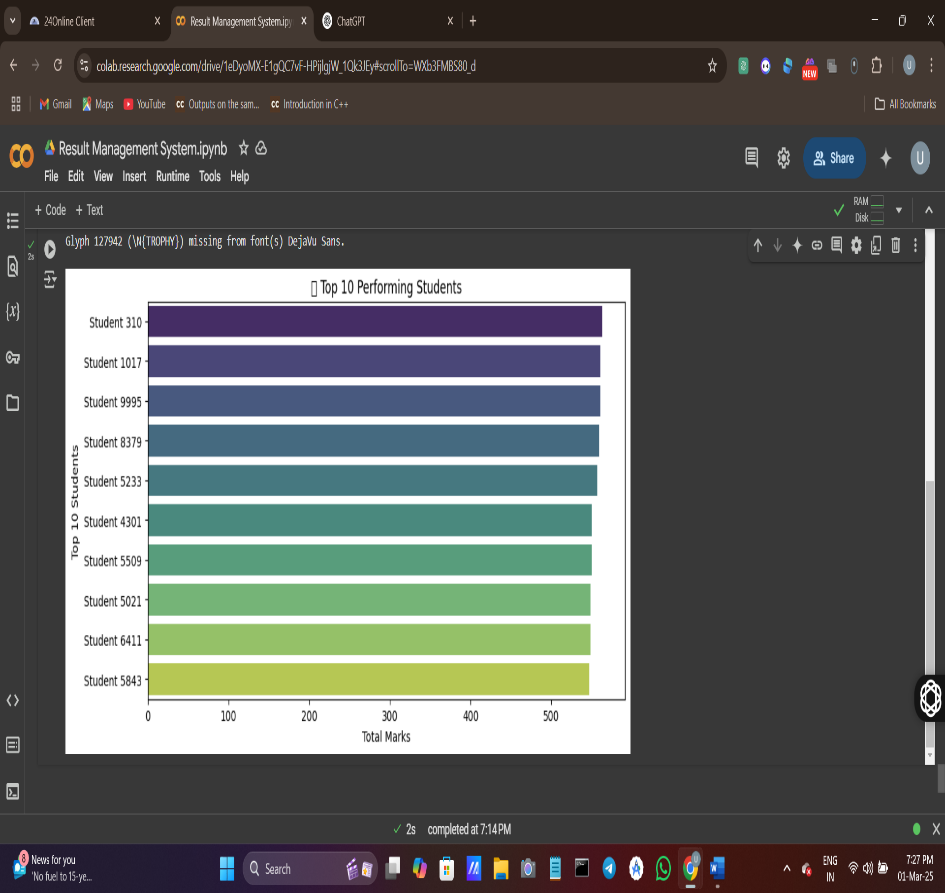 24Online Client
Result Management System.ipy
ChatGPT
colab.research.google.com/drive/1eDyoMX-E1gQC7vF-HPijlgjW_1Qk3JEy#scrollTo=WXb3FMBS80_d
NEW
U
Gmail
Maps
YouTube
Outputs on the sam...
Introduction in C++
All Bookmarks
Result Management System.ipynb
Share
U
File Edit View Insert Runtime Tools Help
+ Code + Text
RAM
Disk
2s
Glyph 127942 (\N{TROPHY}) missing from font(s) DejaVu Sans.
Top 10 Performing Students
Top 10 Students
Student 310
Student 1017
Student 9995
Student 8379
Student 5233
Student 4301
Student 5509
Student 5021
Student 6411
Student 5843
0 100 200 300 400 500
Total Marks
2s completed at 7:14 PM
8
News for you
'No fuel to 15-ye...
Search
ENG
IN
7:27 PM
01-Mar-25